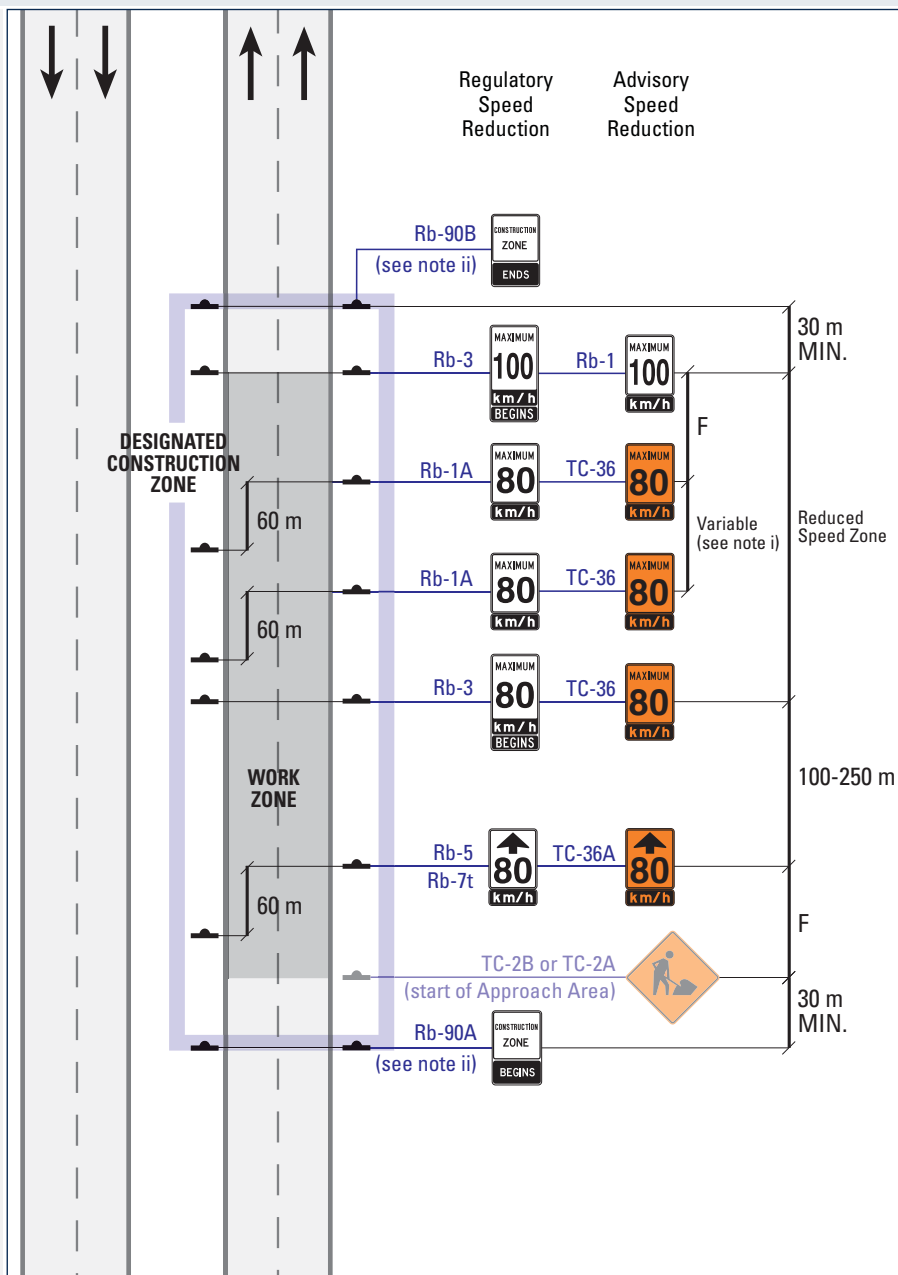 Regulatory
Speed
Reduction
Advisory
Speed
Reduction
Rb-90B
(see note ii)
CONSTRUCTION
ZONE
ENDS
30 m
MIN.
Rb-3
MAXIMUM
100
km/h
BEGINS
Rb-1
MAXIMUM
100
km/h
F
DESIGNATED
CONSTRUCTION
ZONE
Rb-1A
MAXIMUM
80
km/h
TC-36
MAXIMUM
80
km/h
60 m
Variable
(see note i)
Reduced
Speed Zone
Rb-1A
MAXIMUM
80
km/h
TC-36
MAXIMUM
80
km/h
60 m
Rb-3
MAXIMUM
80
km/h
BEGINS
TC-36
MAXIMUM
80
km/h
WORK
ZONE
100-250 m
Rb-5
Rb-7t
80
km/h
TC-36A
80
km/h
60 m
F
TC-2B or TC-2A
(start of Approach Area)
30 m
MIN.
Rb-90A
(see note ii)
CONSTRUCTION
ZONE
BEGINS